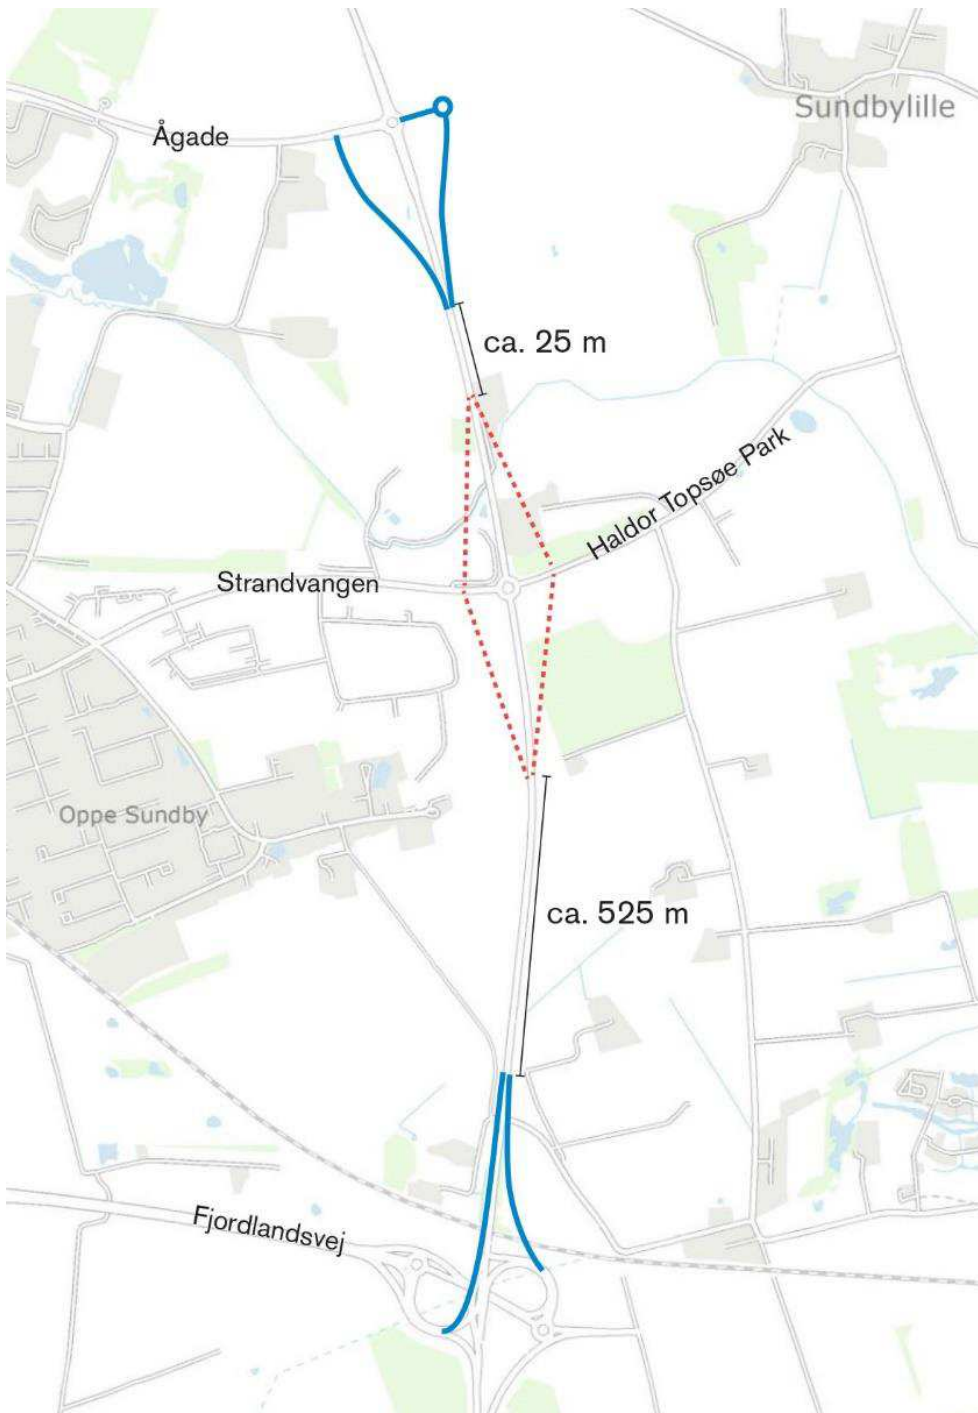 Sundbylille
Ågade
ca. 25 m
Haldor Topsøe Park
Strandvangen
Oppe Sundby
ca. 525 m
Fjordlandsvej